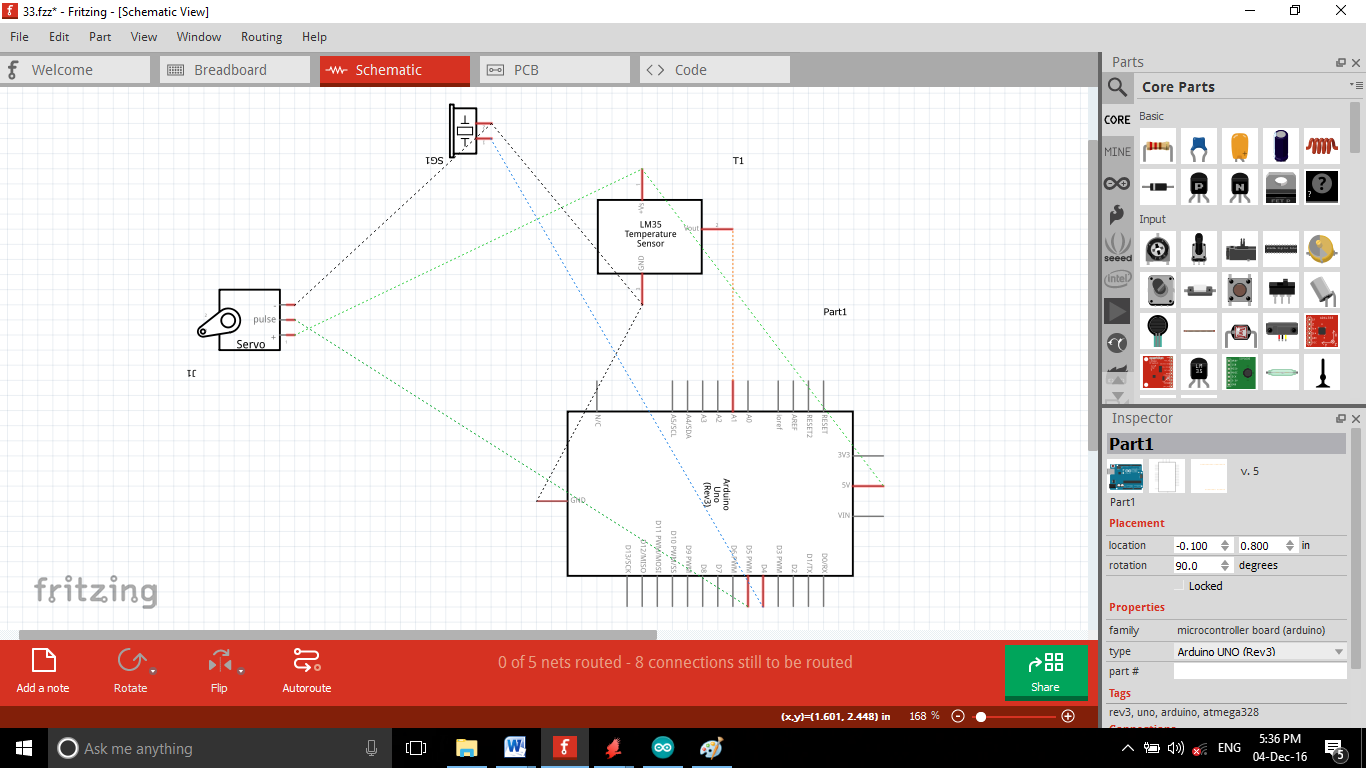 33.fzz* - Fritzing - [Schematic View]
File Edit Part View Window Routing Help
Welcome
Breadboard
Schematic
PCB
Code
SG1
T1
LM35
Temperature
Sensor
Vout
GND
pulse
+
Servo
J1
Part1
N/C
A5/SCL
A4/SDA
A3
A2
A1
A0
Ioref
AREF
RESET2
RESET
3V3
5V
VIN
GND
Arduino
Uno
(Rev3)
D13/SCK
D12/MISO
D11 PWM/MOSI
D10 PWM/SS
D9 PWM
D8
D7
D6 PWM
D5 PWM
D4
D3 PWM
D2
D1/TX
D0/RX
fritzing
Add a note
Rotate
Flip
Autoroute
0 of 5 nets routed - 8 connections still to be routed
Share
(x,y)=(1.601, 2.448) in 168 %
Parts
Core Parts
CORE
MINE
seeed
intel
Basic
P
N
?
Input
LM
35
Inspector
Part1
v. 5
Part1
Placement
location -0.100 0.800 in
rotation 90.0 degrees
Locked
Properties
family microcontroller board (arduino)
type Arduino UNO (Rev3)
part #
Tags
rev3, uno, arduino, atmega328
Ask me anything
ENG
5:36 PM
04-Dec-16
5